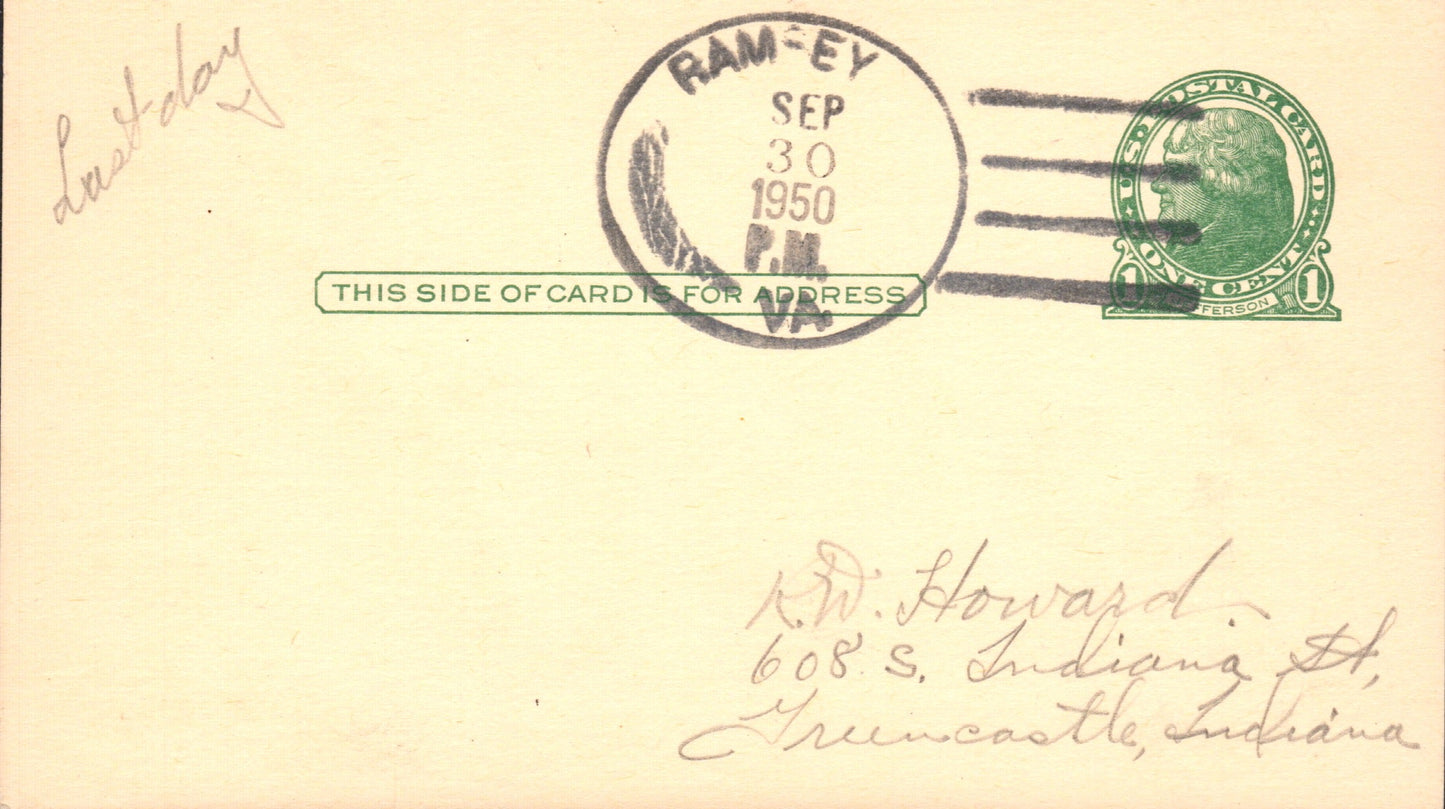 Last day
RAMSEY
SEP
30
1950
P.M.
VA.
U.S. POSTAL CARD
ONE CENT
1 1
JEFFERSON
THIS SIDE OF CARD IS FOR ADDRESS
R.W. Howard
608 S. Indiana St,
Greencastle, Indiana